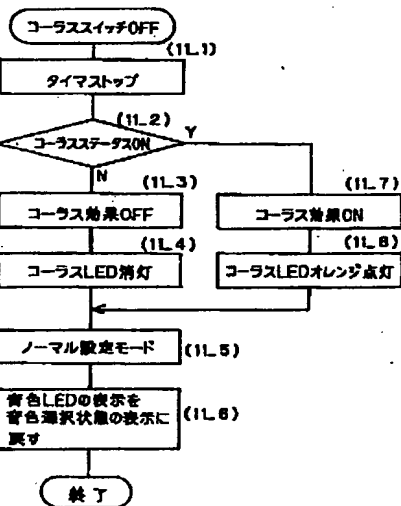 コーラススイッチOFF
(11_1)
タイマストップ
(11_2)
コーラスステータスON
Y
N
(11_3)
コーラス効果OFF
(11_7)
コーラス効果ON
(11_4)
コーラスLED消灯
(11_8)
コーラスLEDオレンジ点灯
ノーマル設定モード
(11_5)
音色LEDの表示を
音色選択状態の表示に
戻す
(11_6)
終了